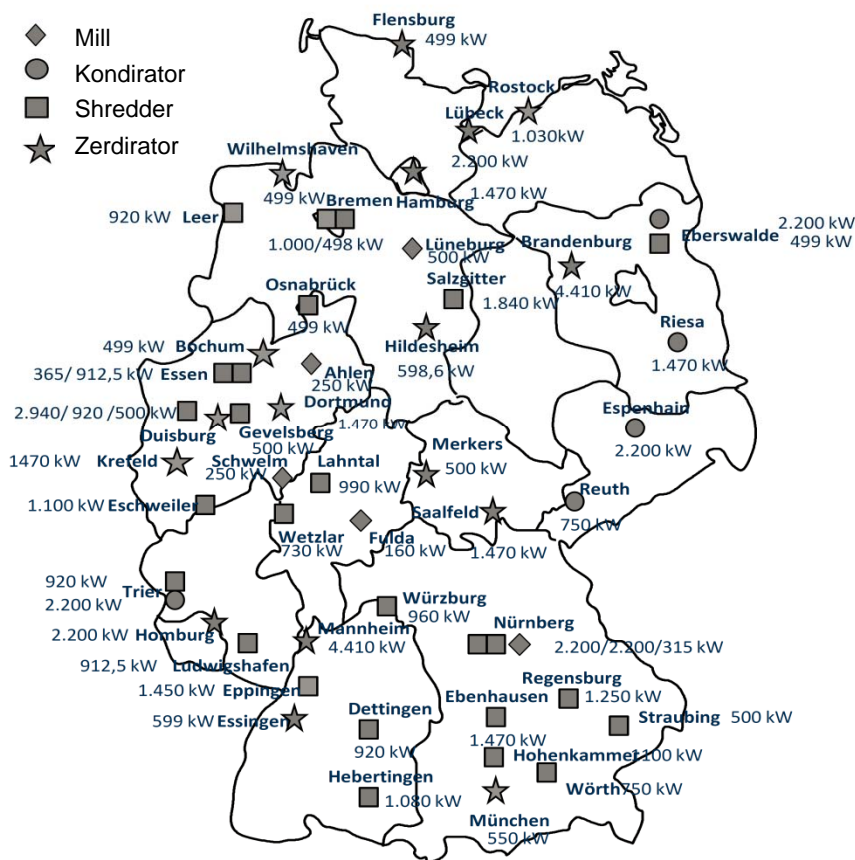 Mill
Kondirator
Shredder
Zerdirator
Flensburg
499 kW
Rostock
1.030kW
Lübeck
2.200 kW
Wilhelmshaven
499 kW
Hamburg
1.470 kW
920 kW Leer
Bremen
1.000/498 kW
Lüneburg
500 kW
2.200 kW
Eberswalde
499 kW
Brandenburg
4.410 kW
Salzgitter
1.840 kW
Osnabrück
499 kW
Riesa
1.470 kW
Hildesheim
598,6 kW
499 kW Bochum
365/ 912,5 kW Essen
Ahlen
250 kW
Dortmund
1.470 kW
2.940/ 920 /500 kW
Duisburg
Gevelsberg
500 kW
Espenhain
2.200 kW
1470 kW Krefeld
Schwelm
250 kW
Lahntal
990 kW
Merkers
500 kW
Reuth
750 kW
1.100 kW Eschweiler
Saalfeld
1.470 kW
Wetzlar
730 kW
Fulda
160 kW
920 kW
Trier
2.200 kW
Würzburg
960 kW
2.200 kW Homburg
Mannheim
4.410 kW
Nürnberg
2.200/2.200/315 kW
Ludwigshafen
912,5 kW
1.450 kW Eppingen
Regensburg
1.250 kW
599 kW Essingen
Dettingen
920 kW
Ebenhausen
1.470 kW
Straubing 500 kW
Hohenkammer 1100 kW
Hebertingen
1.080 kW
Wörth 750 kW
München
550 kW